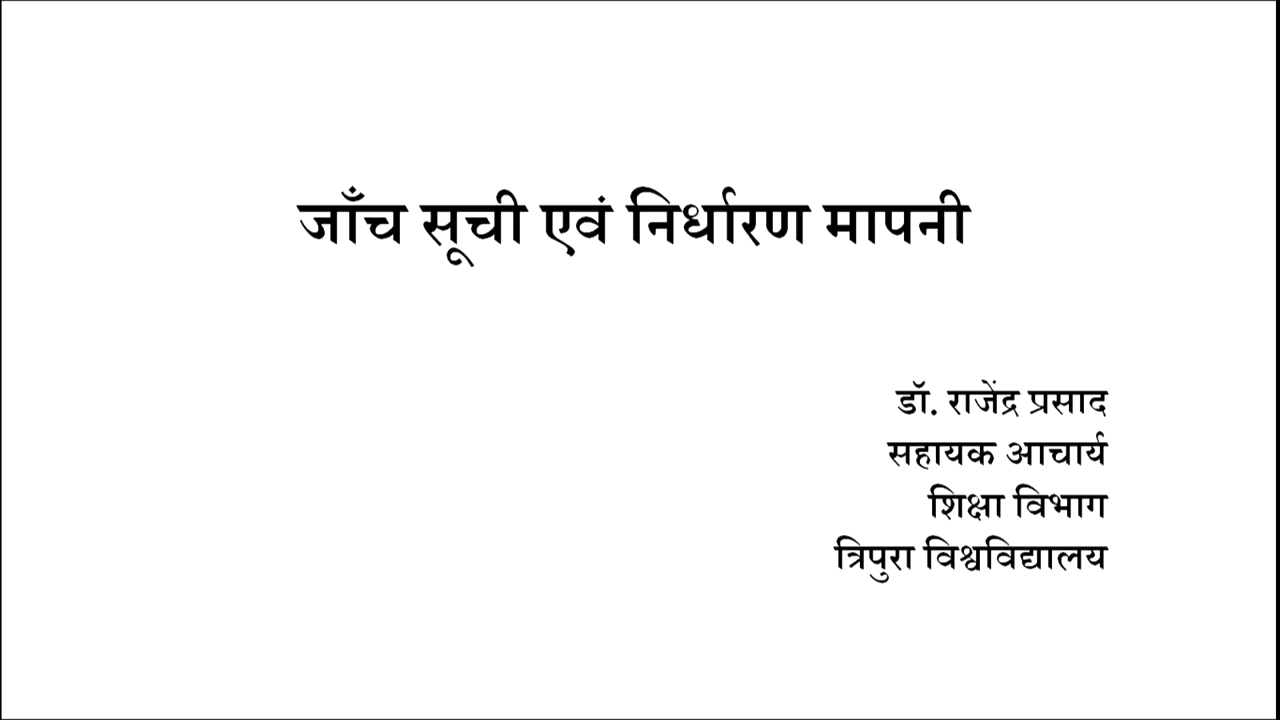 जाँच सूची एवं निर्धारण मापनी
डॉ. राजेंद्र प्रसाद
सहायक आचार्य
शिक्षा विभाग
त्रिपुरा विश्वविद्यालय